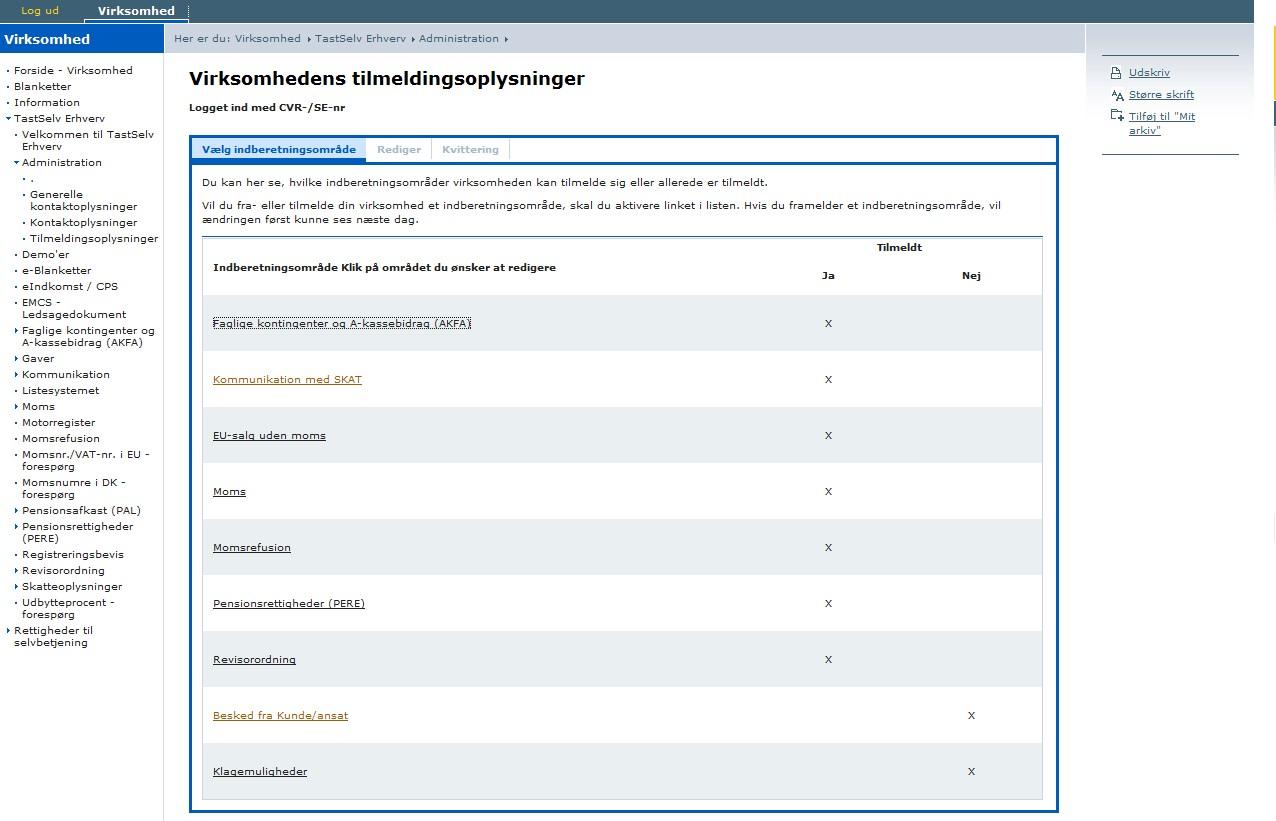 Log ud
Virksomhed
Virksomhed
Her er du: Virksomhed
TastSelv Erhverv
Administration
Forside - Virksomhed
Blanketter
Information
TastSelv Erhverv
Velkommen til TastSelv
Erhverv
Administration
.
Generelle
kontaktoplysninger
Kontaktoplysninger
Tilmeldingsoplysninger
Demo'er
e-Blanketter
eIndkomst / CPS
EMCS -
Ledsagedokument
Faglige kontingenter og
A-kassebidrag (AKFA)
Gaver
Kommunikation
Listesystemet
Moms
Motorregister
Momsrefusion
Momsnr./VAT-nr. i EU -
forespørg
Momsnumre i DK -
forespørg
Pensionsafkast (PAL)
Pensionsrettigheder
(PERE)
Registreringsbevis
Revisorordning
Skatteoplysninger
Udbytteprocent -
forespørg
Rettigheder til
selvbetjening
Virksomhedens tilmeldingsoplysninger
Logget ind med CVR-/SE-nr
Vælg indberetningsområde
Rediger
Kvittering
Du kan her se, hvilke indberetningsområder virksomheden kan tilmelde sig eller allerede er tilmeldt.
Vil du fra- eller tilmelde din virksomhed et indberetningsområde, skal du aktivere linket i listen. Hvis du framelder et indberetningsområde, vil
ændringen først kunne ses næste dag.
Tilmeldt
Indberetningsområde Klik på området du ønsker at redigere
Ja
Nej
Faglige kontingenter og A-kassebidrag (AKFA) X
Kommunikation med SKAT X
EU-salg uden moms X
Moms X
Momsrefusion X
Pensionsrettigheder (PERE) X
Revisorordning X
Besked fra Kunde/ansat X
Klagemuligheder X
Udskriv
AA Større skrift
Tilføj til "Mit
arkiv"